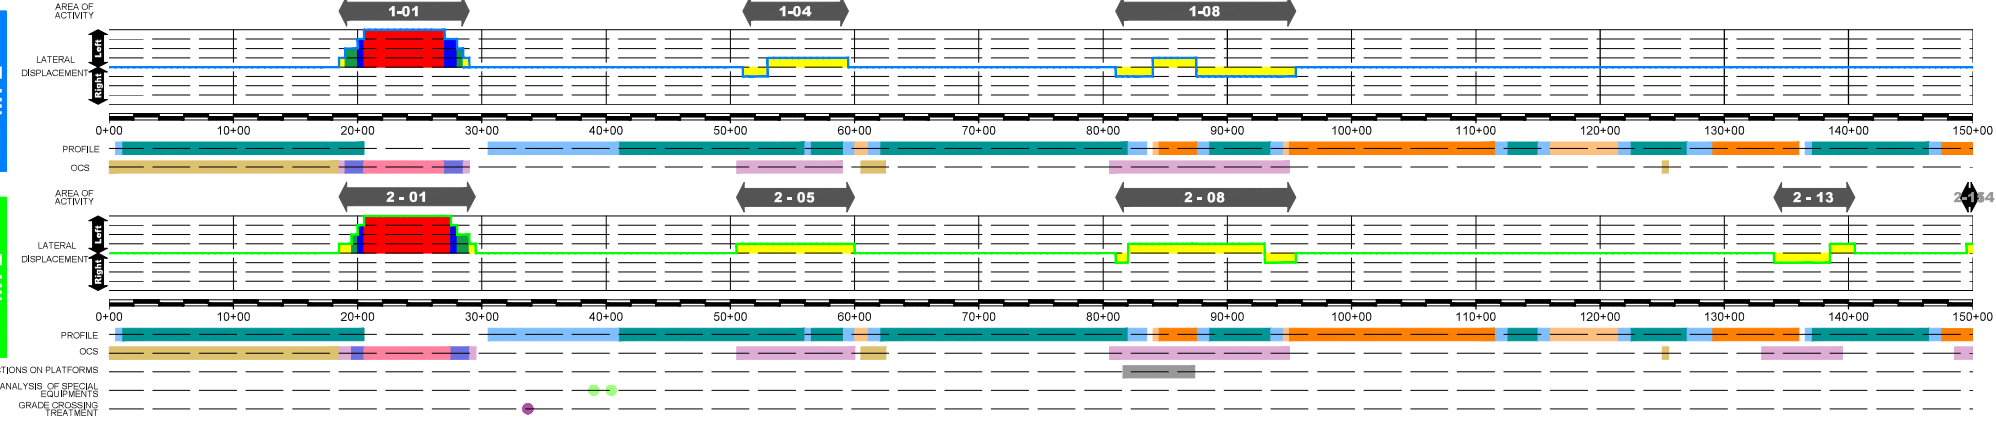 AREA OF
ACTIVITY
1-01
1-04
1-08
Left
LATERAL
DISPLACEMENT
Right
0+00 10+00 20+00 30+00 40+00 50+00 60+00 70+00 80+00 90+00 100+00 110+00 120+00 130+00 140+00 150+00
PROFILE
OCS
AREA OF
ACTIVITY
2 - 01
2 - 05
2 - 08
2 - 13
Left
LATERAL
DISPLACEMENT
Right
0+00 10+00 20+00 30+00 40+00 50+00 60+00 70+00 80+00 90+00 100+00 110+00 120+00 130+00 140+00 150+00
PROFILE
OCS
CTIONS ON PLATFORMS
ANALYSIS OF SPECIAL
EQUIPMENTS
GRADE CROSSING
TREATMENT